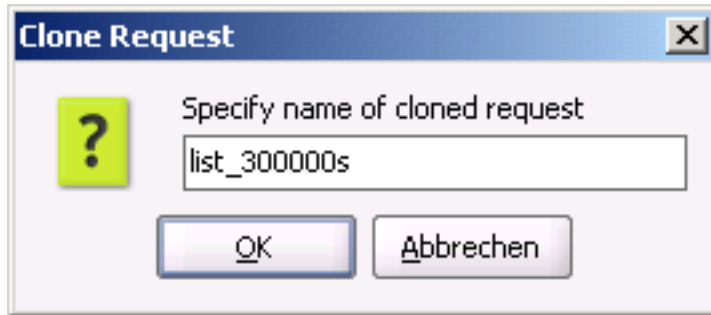 Clone Request
?
Specify name of cloned request
list_300000s
OK
Abbrechen